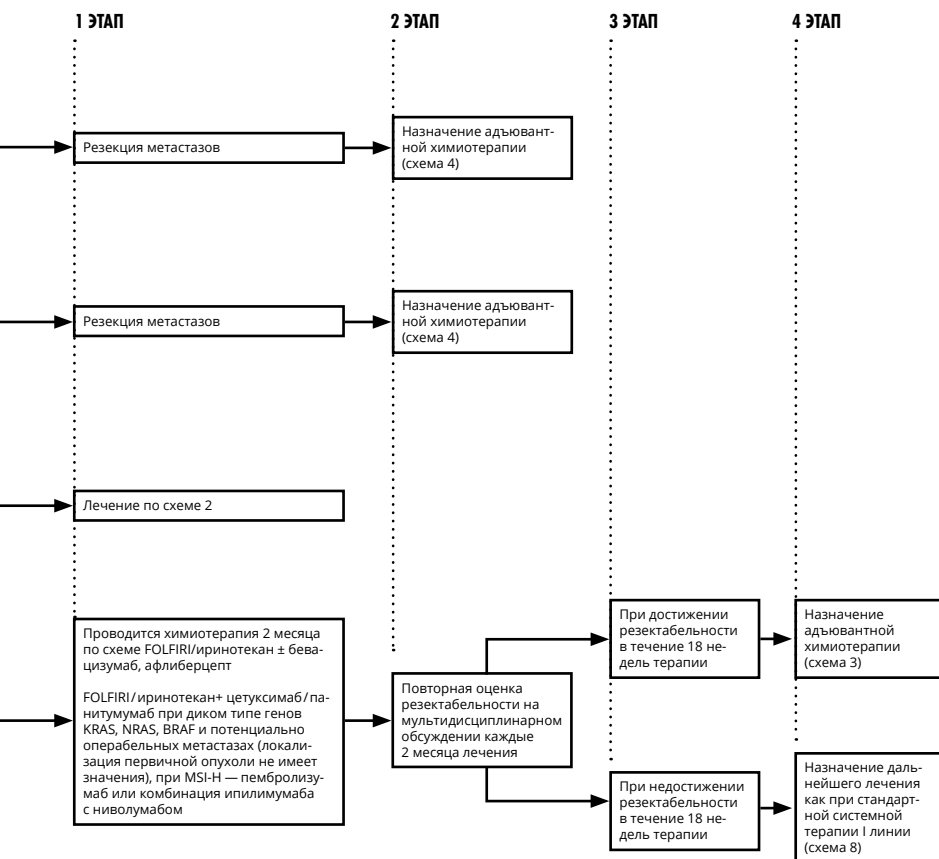 1 ЭТАП
2 ЭТАП
3 ЭТАП
4 ЭТАП
Резекция метастазов
Назначение адъювант-
ной химиотерапии
(схема 4)
Резекция метастазов
Назначение адъювант-
ной химиотерапии
(схема 4)
Лечение по схеме 2
Проводится химиотерапия 2 месяца
по схеме FOLFIRI/иринотекан ± бева-
цизумаб, афлиберцепт
FOLFIRI/иринотекан+ цетуксимаб/па-
нитумумаб при диком типе генов
KRAS, NRAS, BRAF и потенциально
операбельных метастазах (локали-
зация первичной опухоли не имеет
значения), при MSI-H — пембролизу-
маб или комбинация ипилимумаба
с ниволумабом
Повторная оценка
резектабельности на
мультидисциплинарном
обсуждении каждые
2 месяца лечения
При достижении
резектабельности
в течение 18 не-
дель терапии
Назначение
адъювантной
химиотерапии
(схема 3)
При недостижении
резектабельности
в течение 18 не-
дель терапии
Назначение даль-
нейшего лечения
как при стандарт-
ной системной
терапии I линии
(схема 8)